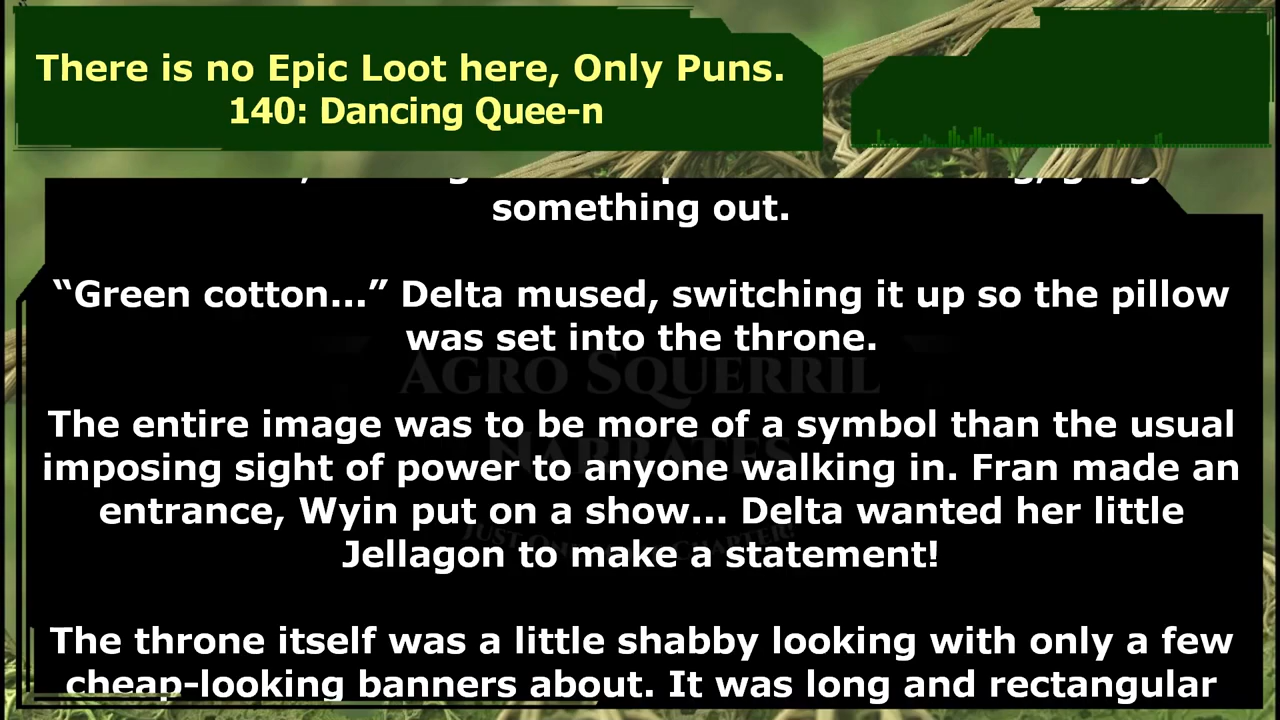 There is no Epic Loot here, Only Puns.
140: Dancing Quee-n
something out.
“Green cotton...” Delta mused, switching it up so the pillow
was set into the throne.
AGRO SQUERRIL
NARRATES
The entire image was to be more of a symbol than the usual
imposing sight of power to anyone walking in. Fran made an
entrance, Wyin put on a show... Delta wanted her little
Jellagon to make a statement!
The throne itself was a little shabby looking with only a few
cheap-looking banners about. It was long and rectangular